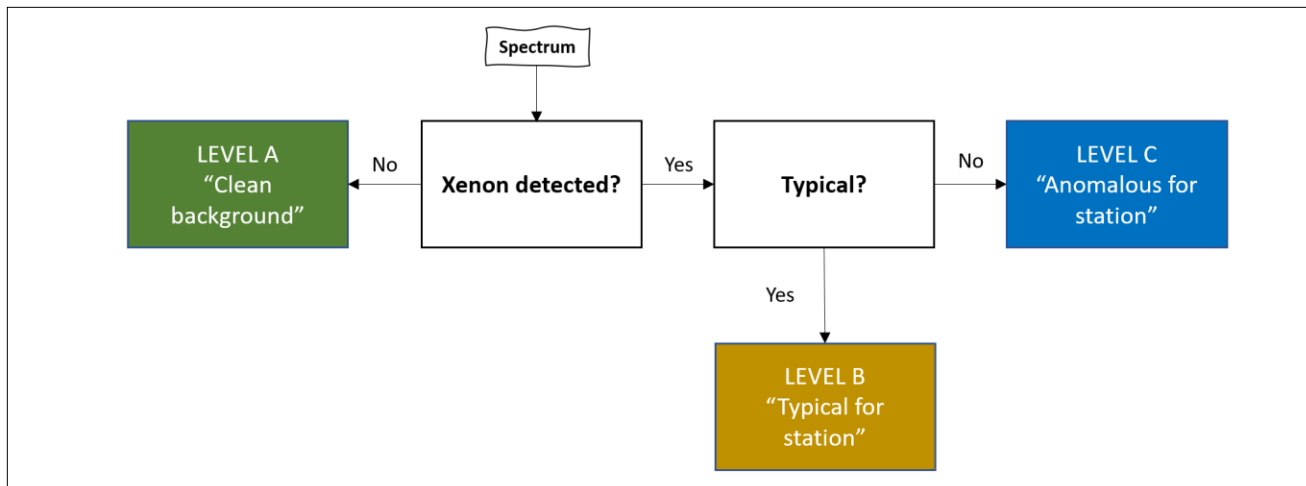 Spectrum
LEVEL A
“Clean
background”
No
Xenon detected?
Yes
Typical?
No
LEVEL C
“Anomalous for
station”
Yes
LEVEL B
“Typical for
station”